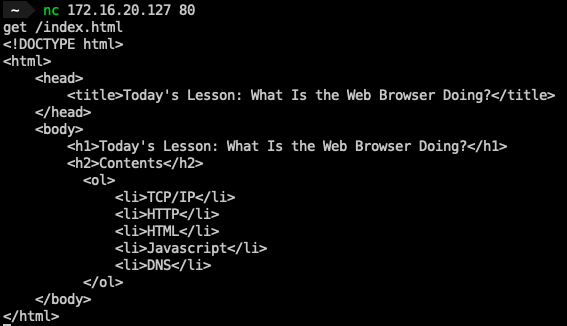 ~ nc 172.16.20.127 80
get /index.html
<!DOCTYPE html>
<html>
    <head>
        <title>Today's Lesson: What Is the Web Browser Doing?</title>
    </head>
    <body>
        <h1>Today's Lesson: What Is the Web Browser Doing?</h1>
        <h2>Contents</h2>
          <ol>
              <li>TCP/IP</li>
              <li>HTTP</li>
              <li>HTML</li>
              <li>Javascript</li>
              <li>DNS</li>
          </ol>
    </body>
</html>